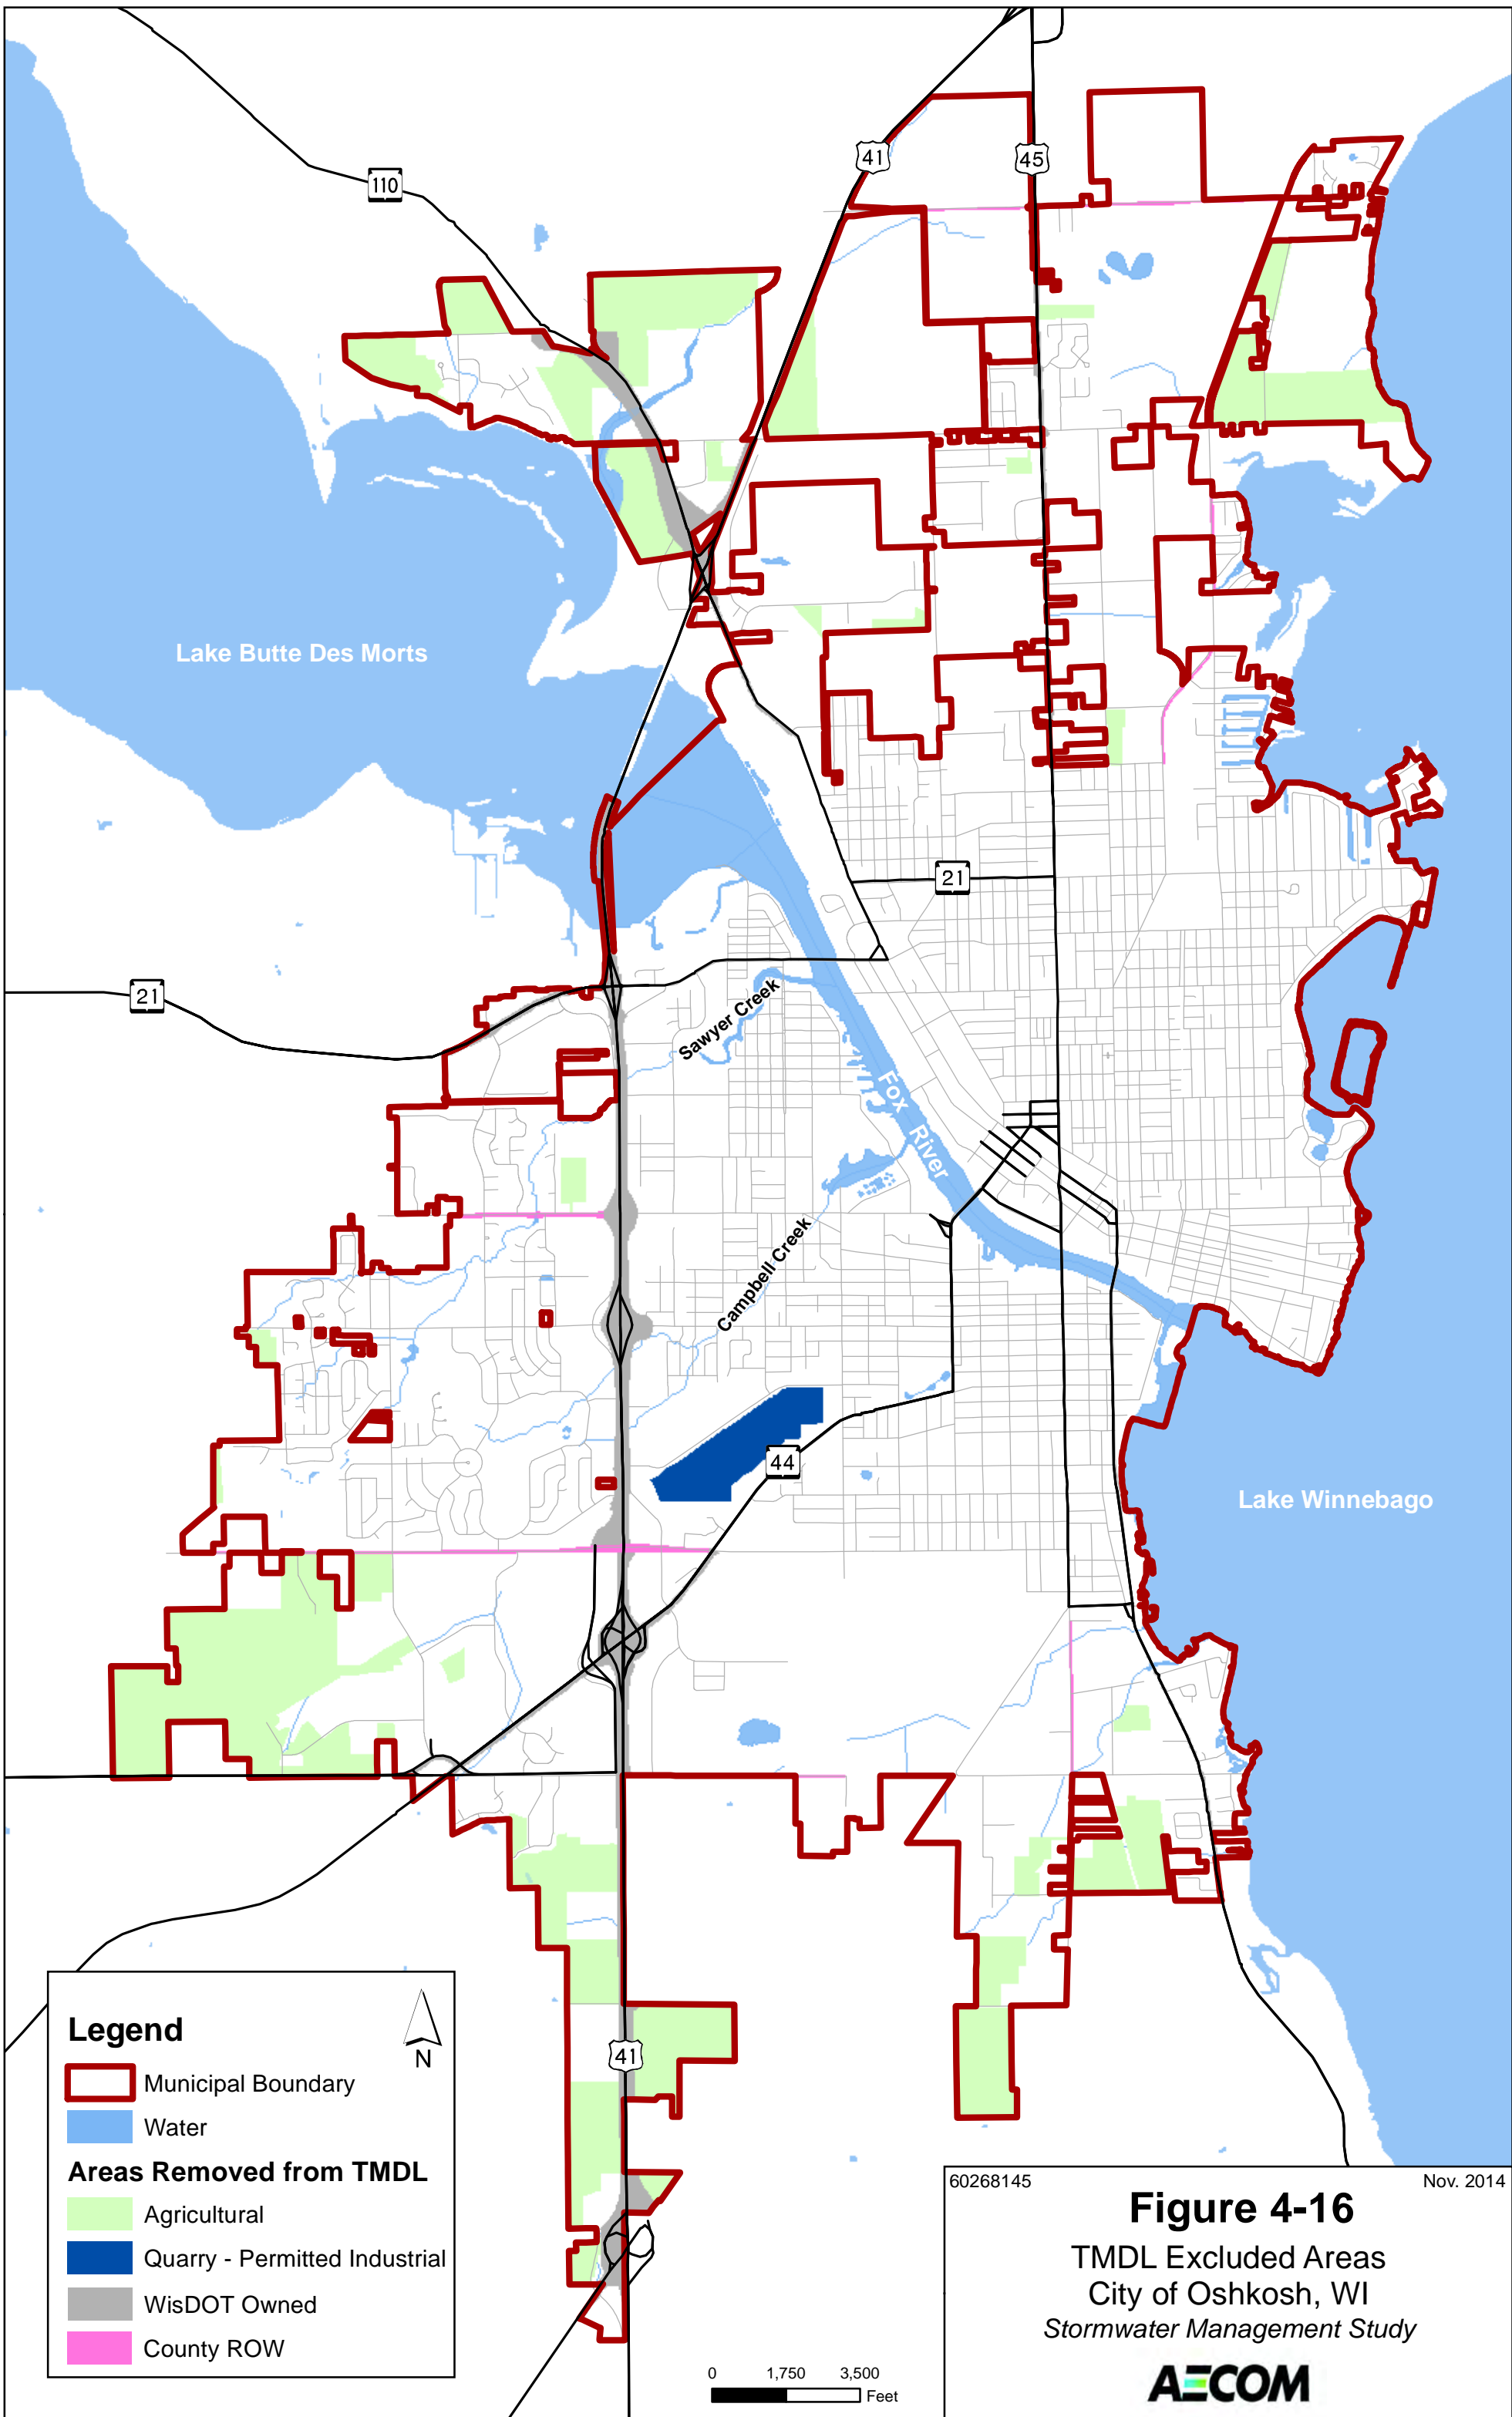 41
45
110
Lake Butte Des Morts
21
21
Sawyer Creek
Fox River
Campbell Creek
44
Lake Winnebago
41
Legend
N
Municipal Boundary
Water
Areas Removed from TMDL
Agricultural
Quarry - Permitted Industrial
WisDOT Owned
County ROW
0 1,750 3,500
Feet
60268145 Nov. 2014
Figure 4-16
TMDL Excluded Areas
City of Oshkosh, WI
Stormwater Management Study
AECOM